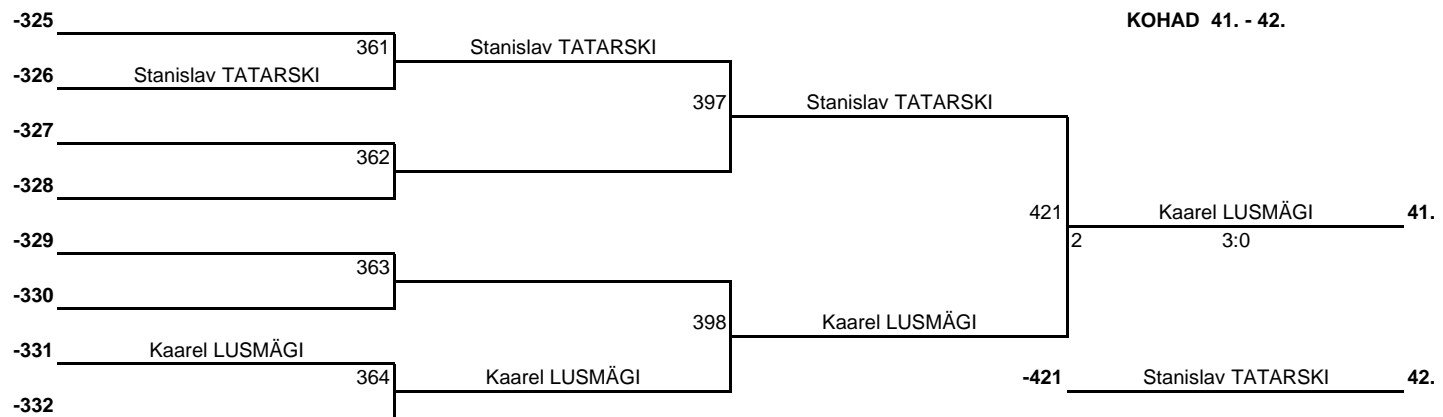 -325
KOHAD 41. - 42.
361
Stanislav TATARSKI
-326
Stanislav TATARSKI
397
Stanislav TATARSKI
-327
362
-328
421
Kaarel LUSMÄGI
41.
-329
2
3:0
363
-330
398
Kaarel LUSMÄGI
-331
Kaarel LUSMÄGI
364
Kaarel LUSMÄGI
-421
Stanislav TATARSKI
42.
-332